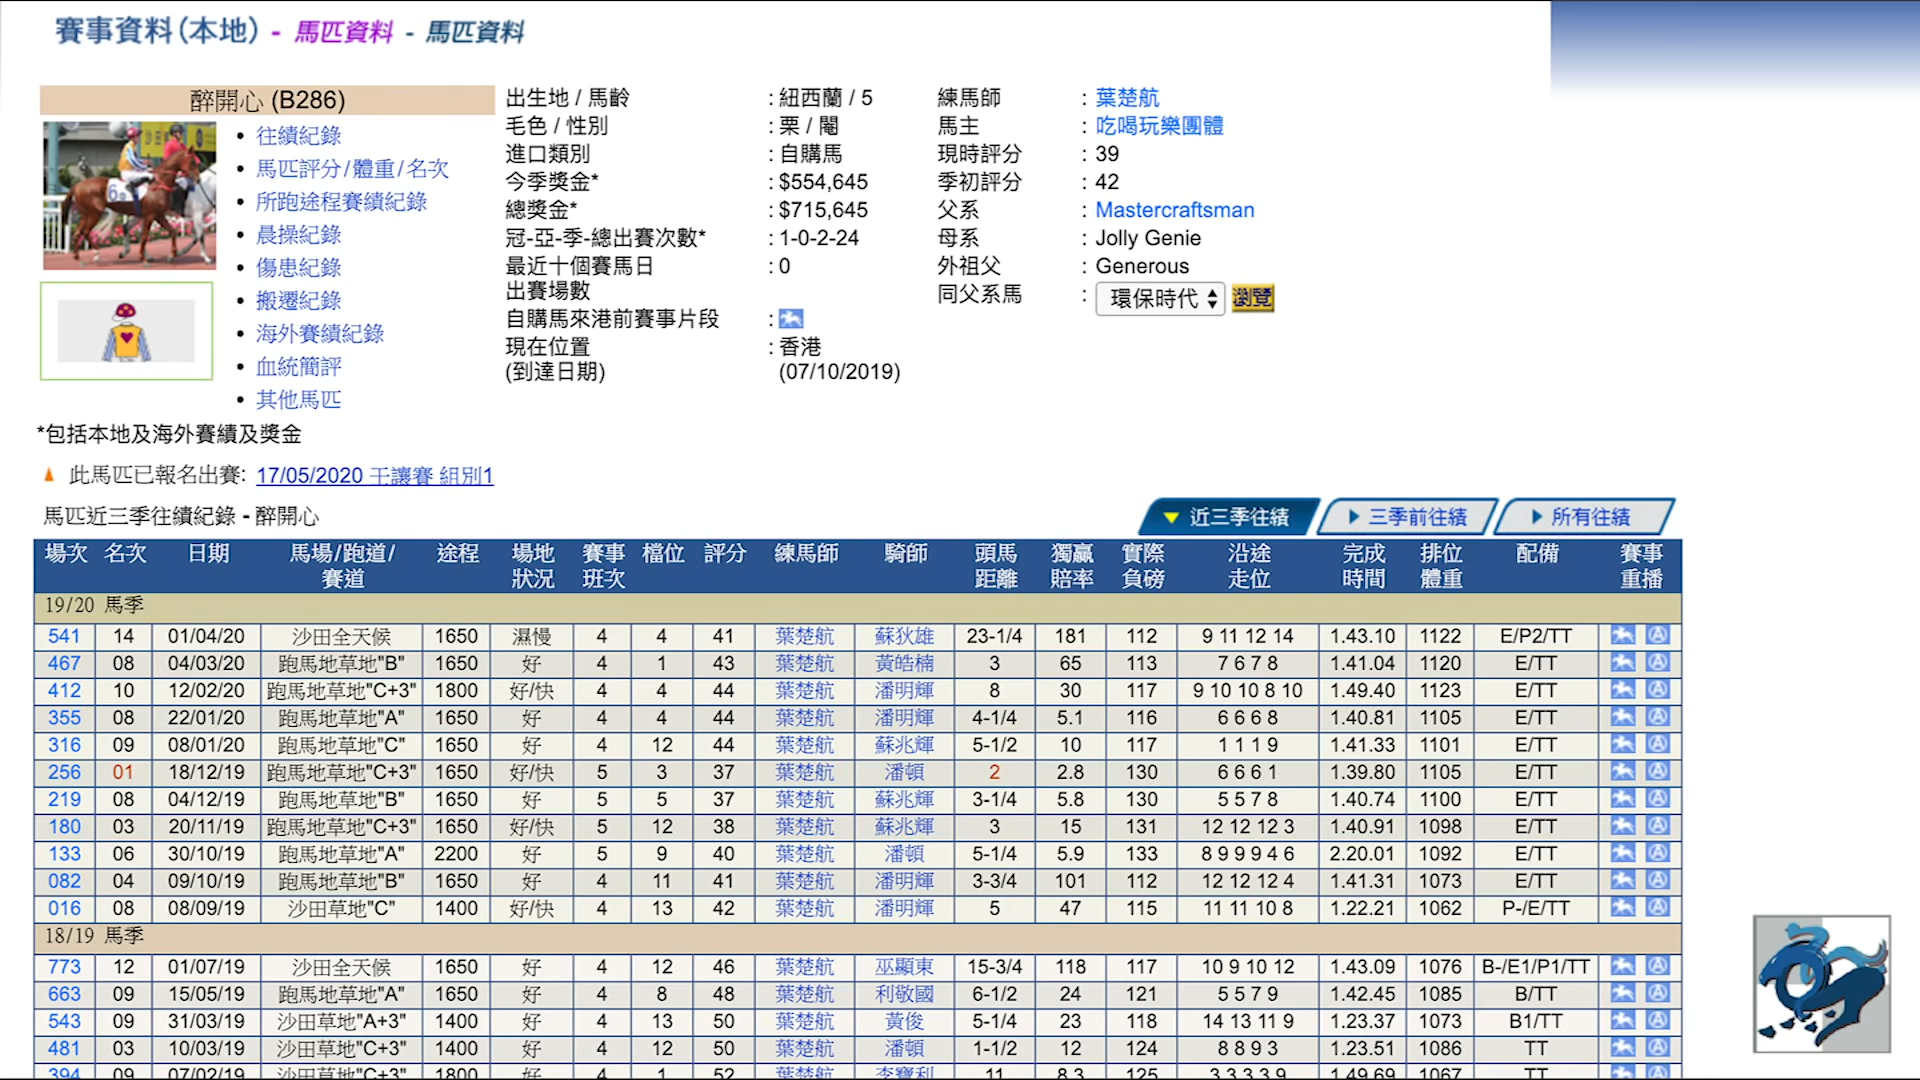 賽事資料(本地) - 馬匹資料 - 馬匹資料
醉開心 (B286)
• 往績紀錄
• 馬匹評分/體重/名次
• 所跑途程賽績紀錄
• 晨操紀錄
• 傷患紀錄
• 搬遷紀錄
• 海外賽績紀錄
• 血統簡評
• 其他馬匹
出生地 / 馬齡 : 紐西蘭 / 5
毛色 / 性別 : 栗 / 閹
進口類別 : 自購馬
今季獎金* : $554,645
總獎金* : $715,645
冠-亞-季-總出賽次數* : 1-0-2-24
最近十個賽馬日 : 0
出賽場數
自購馬來港前賽事片段 :
現在位置 : 香港
(到達日期) (07/10/2019)
練馬師 : 葉楚航
馬主 : 吃喝玩樂團體
現時評分 : 39
季初評分 : 42
父系 : Mastercraftsman
母系 : Jolly Genie
外祖父 : Generous
同父系馬 : 環保時代 瀏覽
*包括本地及海外賽績及獎金
此馬匹已報名出賽: 17/05/2020 干讓賽 組別1
馬匹近三季往績紀錄 - 醉開心
近三季往績 三季前往績 所有往績
場次 名次 日期 馬場/跑道/賽道 途程 場地狀況 賽事班次 檔位 評分 練馬師 騎師 頭馬距離 獨贏賠率 實際負磅 沿途走位 完成時間 排位體重 配備 賽事重播
19/20 馬季
541 14 01/04/20 沙田全天候 1650 濕慢 4 4 41 葉楚航 蘇狄雄 23-1/4 181 112 9 11 12 14 1.43.10 1122 E/P2/TT
467 08 04/03/20 跑馬地草地"B" 1650 好 4 1 43 葉楚航 黃皓楠 3 65 113 7 6 7 8 1.41.04 1120 E/TT
412 10 12/02/20 跑馬地草地"C+3" 1800 好/快 4 4 44 葉楚航 潘明輝 8 30 117 9 10 10 8 10 1.49.40 1123 E/TT
355 08 22/01/20 跑馬地草地"A" 1650 好 4 4 44 葉楚航 潘明輝 4-1/4 5.1 116 6 6 6 8 1.40.81 1105 E/TT
316 09 08/01/20 跑馬地草地"C" 1650 好 4 12 44 葉楚航 蘇兆輝 5-1/2 10 117 1 1 1 9 1.41.33 1101 E/TT
256 01 18/12/19 跑馬地草地"C+3" 1650 好/快 5 3 37 葉楚航 潘頓 2 2.8 130 6 6 6 1 1.39.80 1105 E/TT
219 08 04/12/19 跑馬地草地"B" 1650 好 5 5 37 葉楚航 蘇兆輝 3-1/4 5.8 130 5 5 7 8 1.40.74 1100 E/TT
180 03 20/11/19 跑馬地草地"C+3" 1650 好/快 5 12 38 葉楚航 蘇兆輝 3 15 131 12 12 12 3 1.40.91 1098 E/TT
133 06 30/10/19 跑馬地草地"A" 2200 好 5 9 40 葉楚航 潘頓 5-1/4 5.9 133 8 9 9 9 4 6 2.20.01 1092 E/TT
082 04 09/10/19 跑馬地草地"B" 1650 好 4 11 41 葉楚航 潘明輝 3-3/4 101 112 12 12 12 4 1.41.31 1073 E/TT
016 08 08/09/19 沙田草地"C" 1400 好/快 4 13 42 葉楚航 潘明輝 5 47 115 11 11 10 8 1.22.21 1062 P-/E/TT
18/19 馬季
773 12 01/07/19 沙田全天候 1650 好 4 12 46 葉楚航 巫顯東 15-3/4 118 117 10 9 10 12 1.43.09 1076 B-/E1/P1/TT
663 09 15/05/19 跑馬地草地"A" 1650 好 4 8 48 葉楚航 利敬國 6-1/2 24 121 5 5 7 9 1.42.45 1085 B/TT
543 09 31/03/19 沙田草地"A+3" 1400 好 4 13 50 葉楚航 黃俊 5-1/4 23 118 14 13 11 9 1.23.37 1073 B1/TT
481 03 10/03/19 沙田草地"C+3" 1400 好 4 12 50 葉楚航 潘頓 1-1/2 12 124 8 8 9 3 1.23.51 1086 TT
394 09 07/02/19 沙田草地"C+3" 1800 好 4 1 52 葉楚航 李寶利 11 8.3 125 3 3 3 3 9 1.49.69 1067 TT